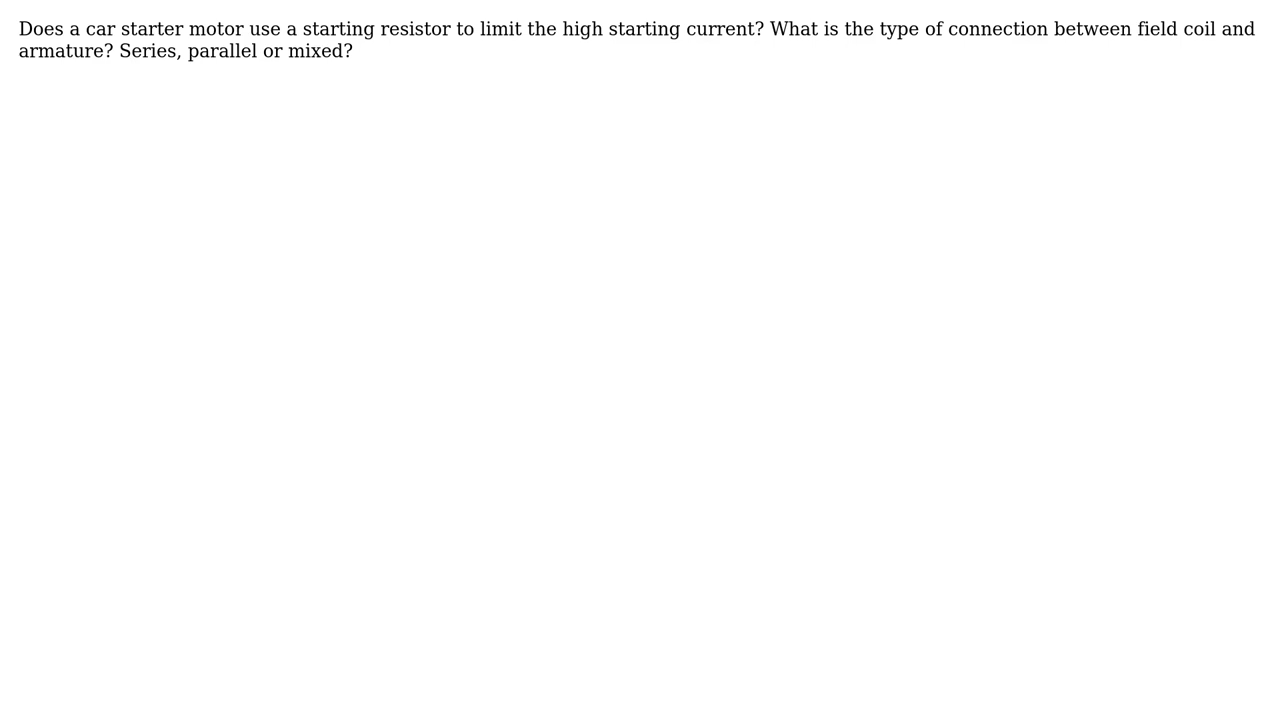 Does a car starter motor use a starting resistor to limit the high starting current? What is the type of connection between field coil and
armature? Series, parallel or mixed?